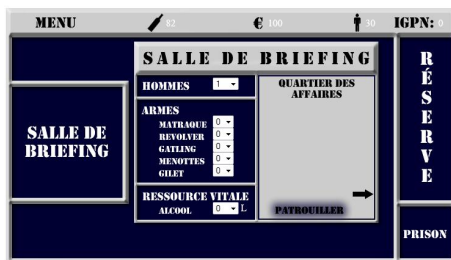 MENU 82 € 100 30 IGPN: 0
SALLE DE BRIEFING
HOMMES 1
ARMES
MATRAQUE 0
REVOLVER 0
GATLING 0
MENOTTES 0
GILET 0
RESSOURCE VITALE
ALCOOL 0 L
QUARTIER DES
AFFAIRES
PATROUILLER
SALLE DE
BRIEFING
RÉSERVE
PRISON